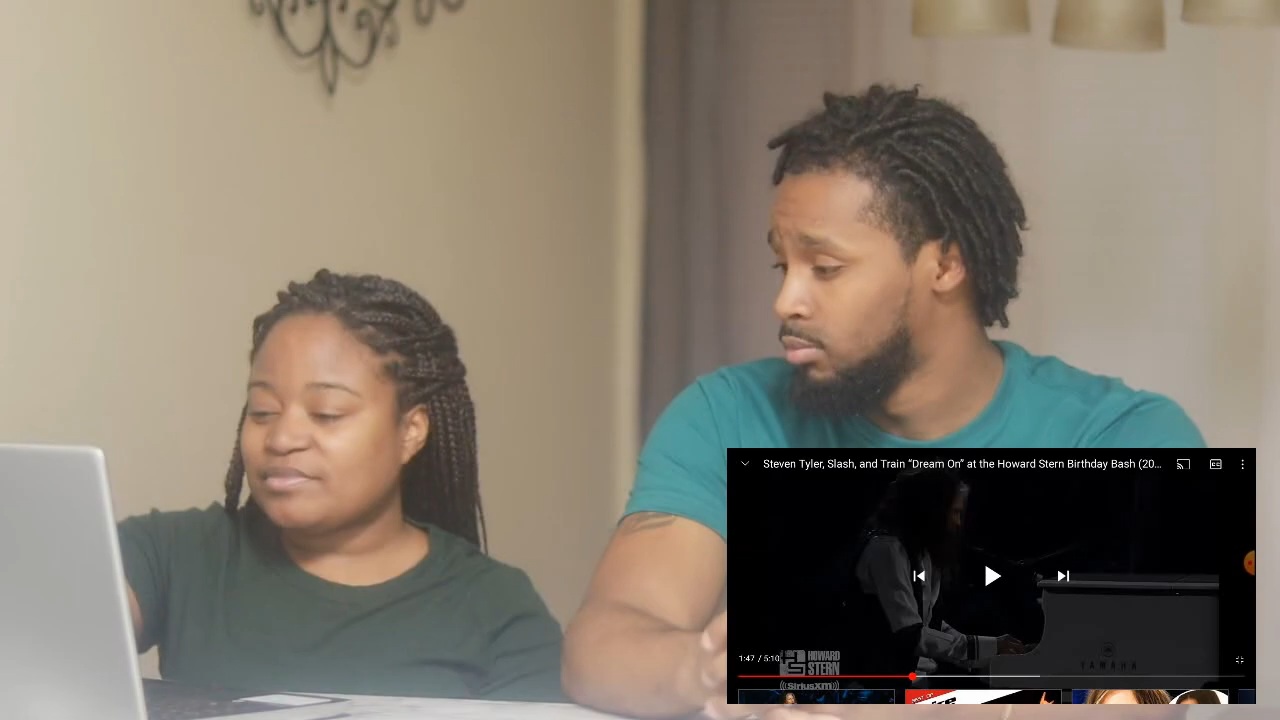 Steven Tyler, Slash, and Train “Dream On” at the Howard Stern Birthday Bash (20...
CC
YAMAHA
1:47 / 5:10
HOWARD
STERN
((SiriusXM))